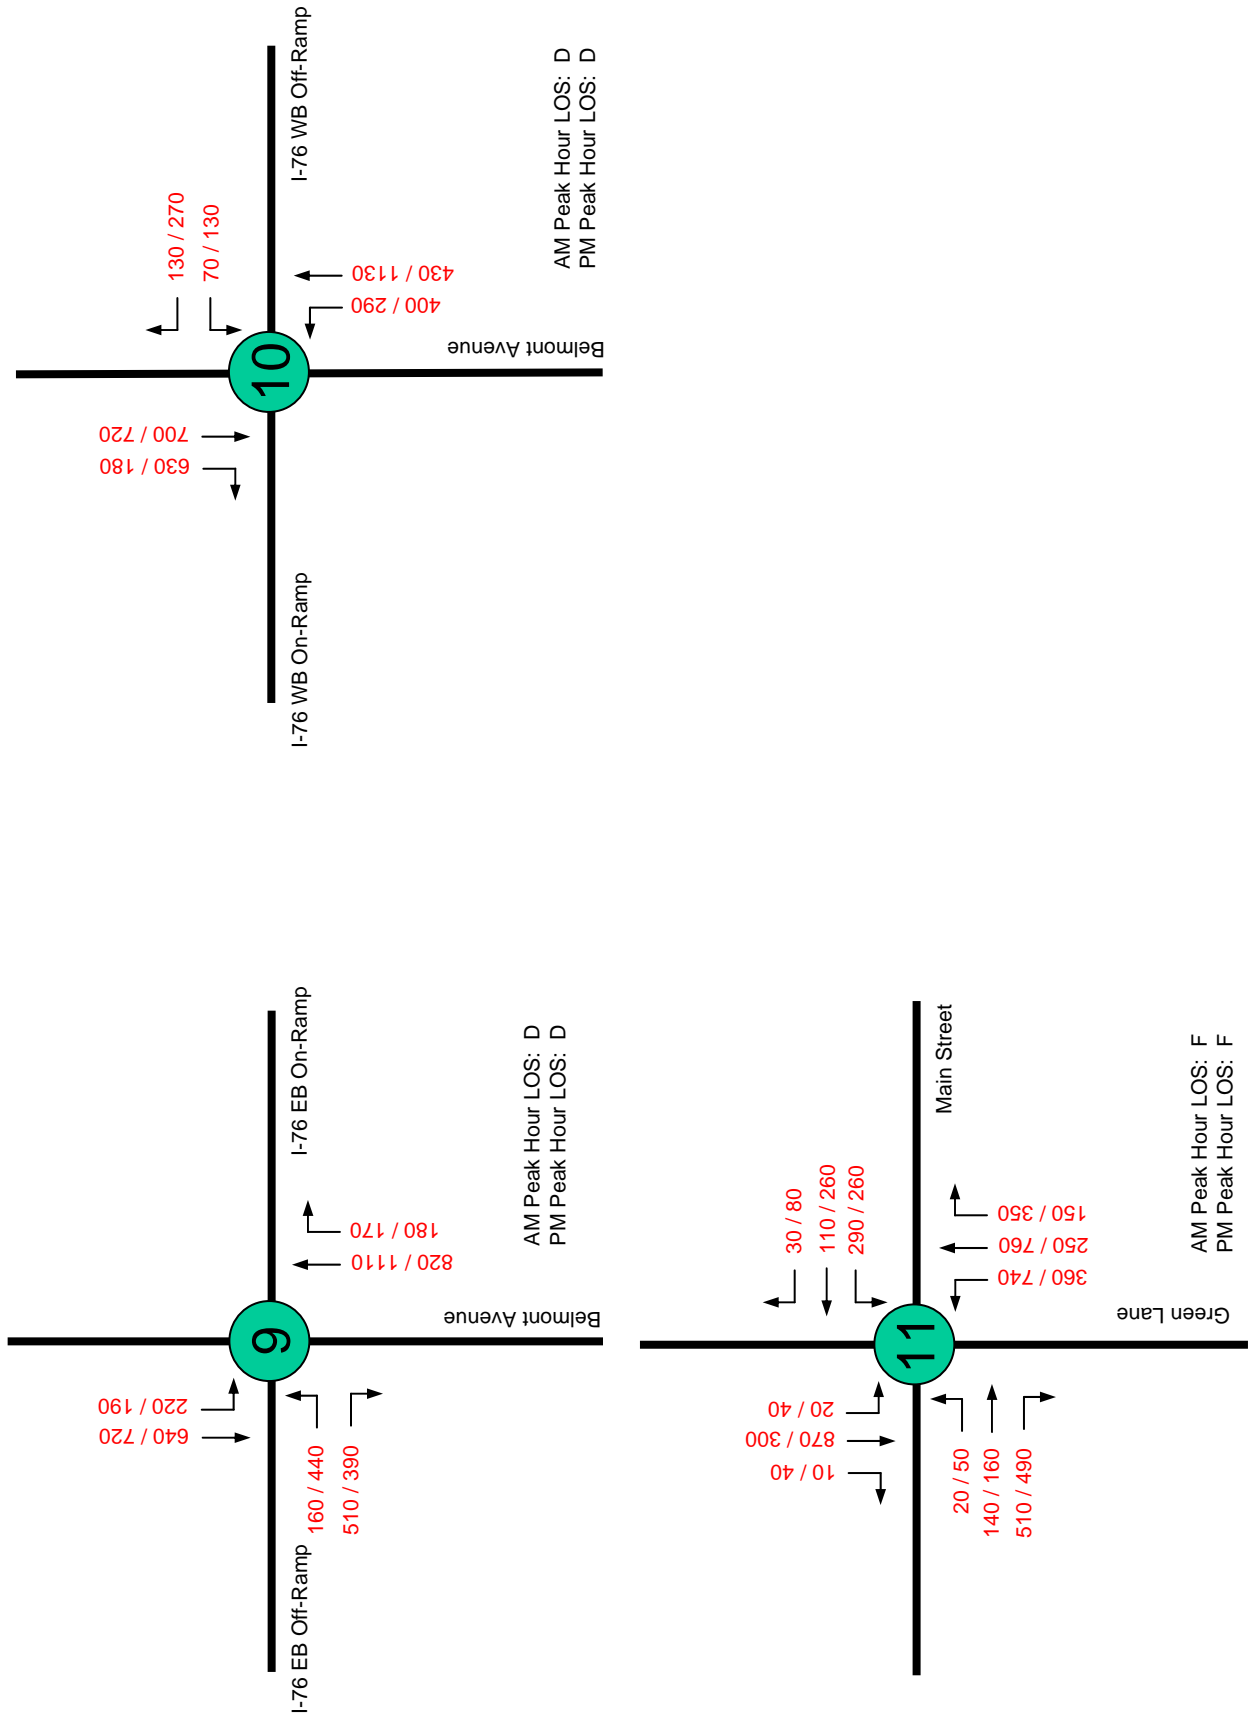 I-76 WB Off-Ramp
130 / 270
70 / 130
430 / 1130
400 / 290
Belmont Avenue
10
700 / 720
630 / 180
I-76 WB On-Ramp
AM Peak Hour LOS: D
PM Peak Hour LOS: D
I-76 EB On-Ramp
180 / 170
820 / 1110
Belmont Avenue
9
220 / 190
640 / 720
160 / 440
510 / 390
I-76 EB Off-Ramp
AM Peak Hour LOS: D
PM Peak Hour LOS: D
Main Street
30 / 80
110 / 260
290 / 260
150 / 350
250 / 760
360 / 740
Green Lane
11
20 / 40
870 / 300
10 / 40
20 / 50
140 / 160
510 / 490
AM Peak Hour LOS: F
PM Peak Hour LOS: F